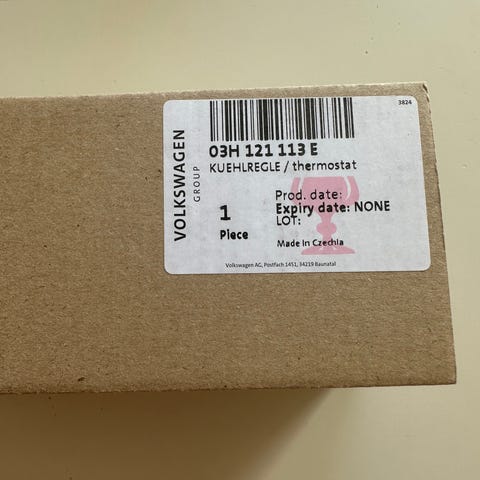 3824
03H 121 113 E
KUEHLREGLE / thermostat
VOLKSWAGEN
GROUP
Prod. date:
1
Expiry date: NONE
LOT:
Piece
Made in Czechia
Volkswagen AG, Postfach 1451, 34219 Baunatal